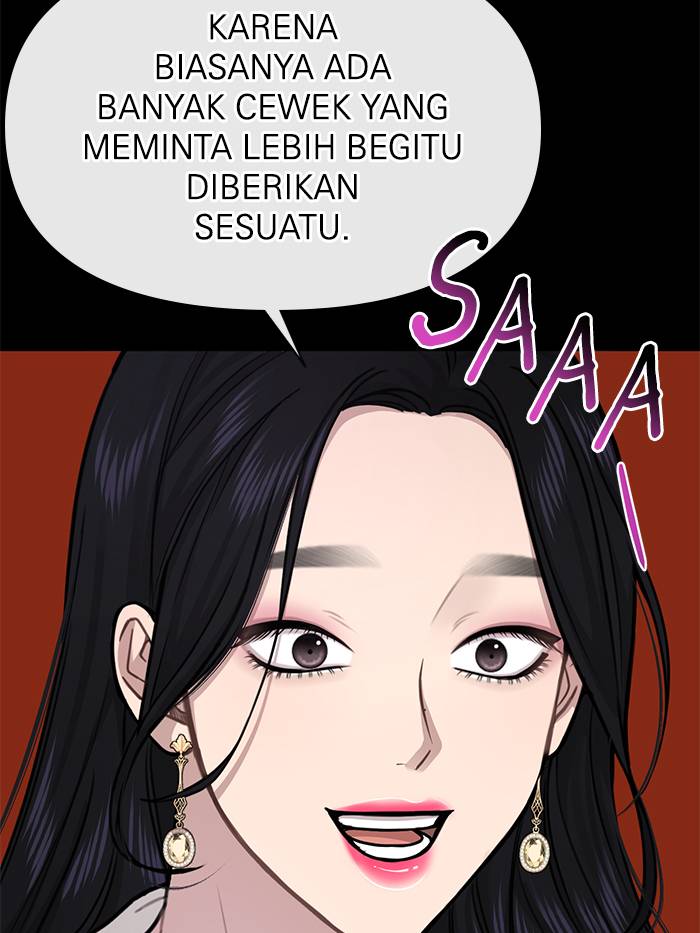 KARENA
BIASANYA ADA
BANYAK CEWEK YANG
MEMINTA LEBIH BEGITU
DIBERIKAN
SESUATU.
SAAA